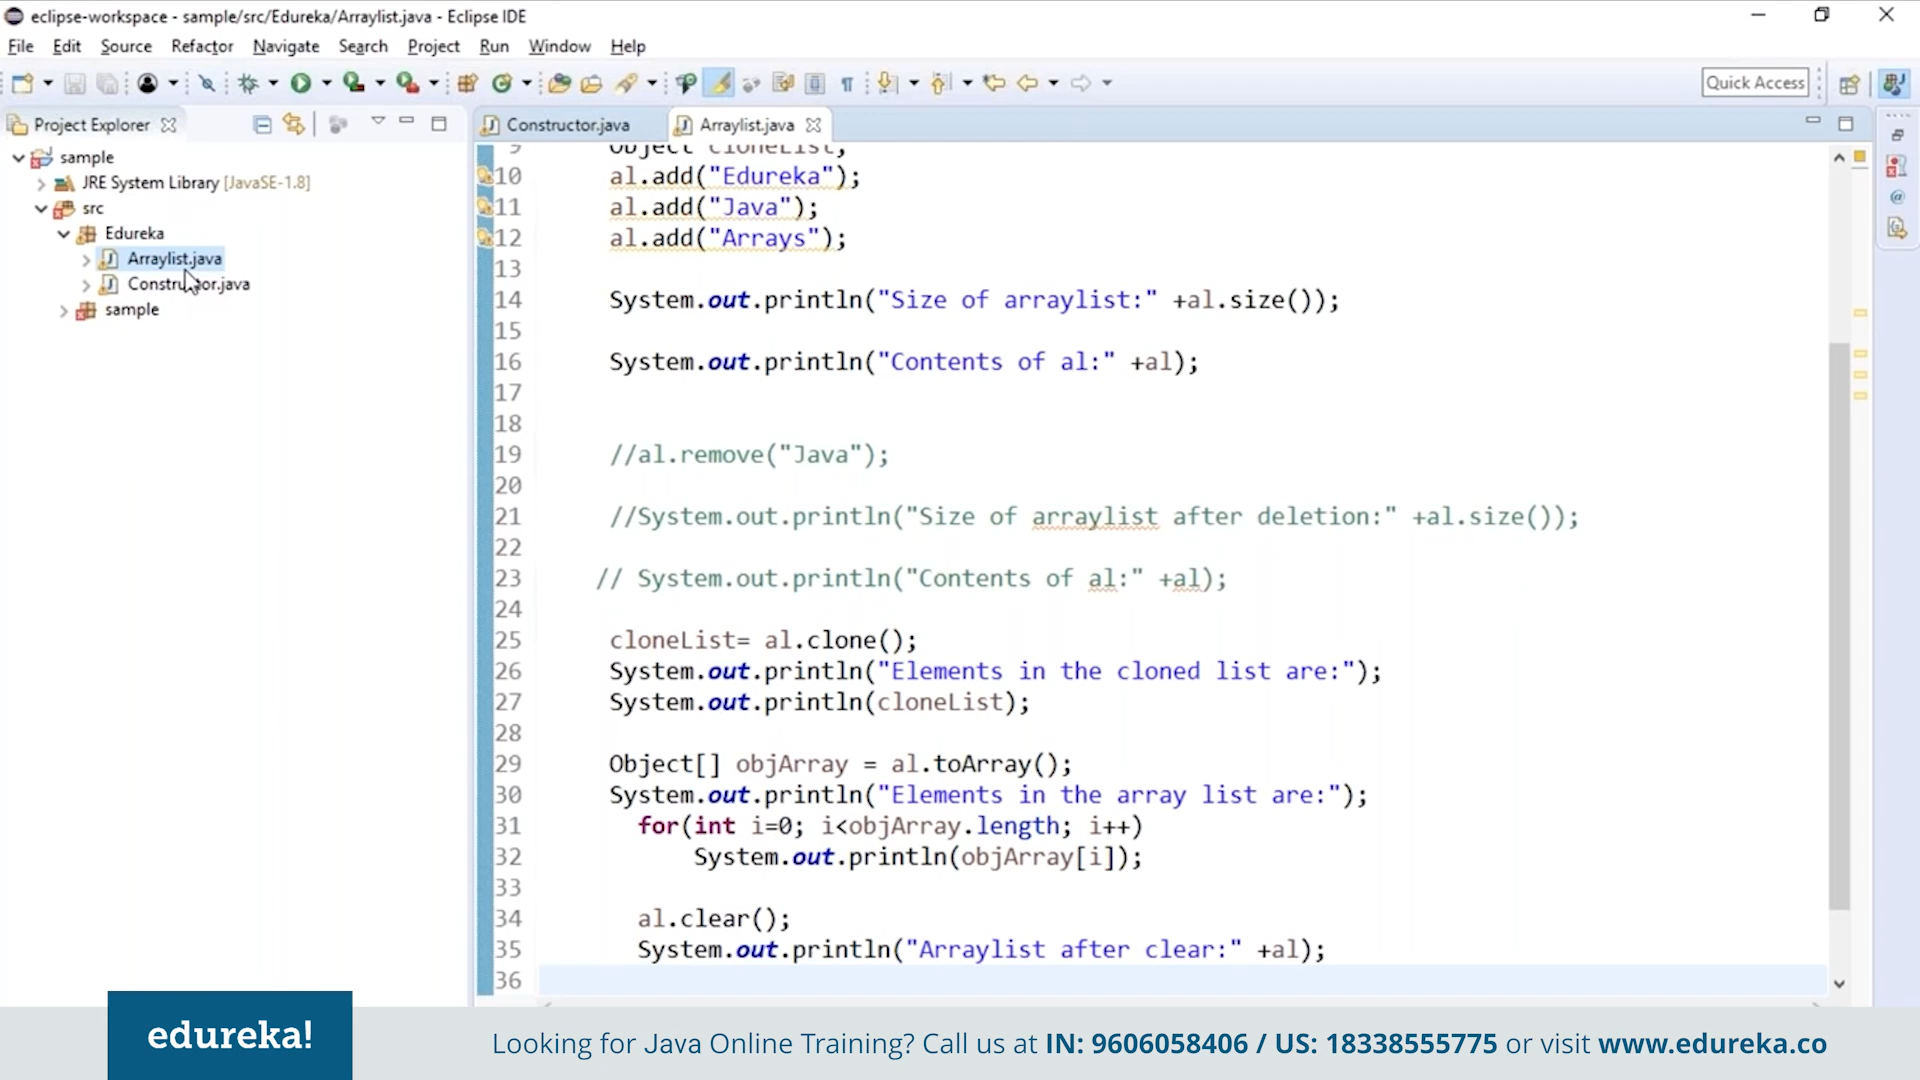 eclipse-workspace - sample/src/Edureka/Arraylist.java - Eclipse IDE
File Edit Source Refactor Navigate Search Project Run Window Help
Quick Access
Project Explorer
Constructor.java
Arraylist.java
sample
JRE System Library [JavaSE-1.8]
src
Edureka
Arraylist.java
Constructor.java
sample
9 Object cloneList;
10 al.add("Edureka");
11 al.add("Java");
12 al.add("Arrays");
13
14 System.out.println("Size of arraylist:" +al.size());
15
16 System.out.println("Contents of al:" +al);
17
18
19 //al.remove("Java");
20
21 //System.out.println("Size of arraylist after deletion:" +al.size());
22
23 // System.out.println("Contents of al:" +al);
24
25 cloneList= al.clone();
26 System.out.println("Elements in the cloned list are:");
27 System.out.println(cloneList);
28
29 Object[] objArray = al.toArray();
30 System.out.println("Elements in the array list are:");
31 for(int i=0; i<objArray.length; i++)
32 System.out.println(objArray[i]);
33
34 al.clear();
35 System.out.println("Arraylist after clear:" +al);
36
edureka!
Looking for Java Online Training? Call us at IN: 9606058406 / US: 18338555775 or visit www.edureka.co